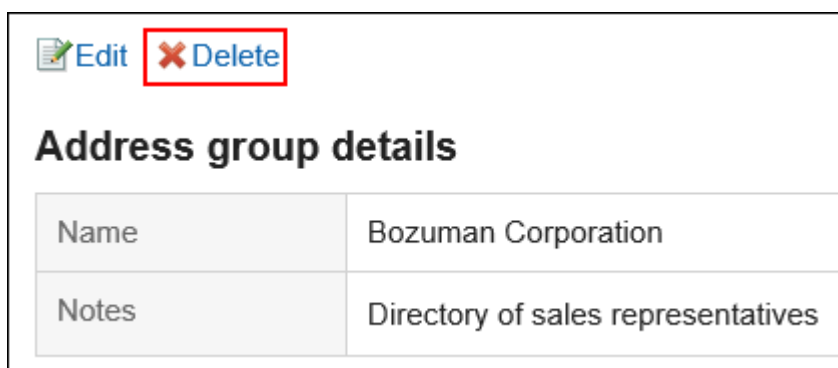 Edit Delete
Address group details
Name Bozuman Corporation
Notes Directory of sales representatives